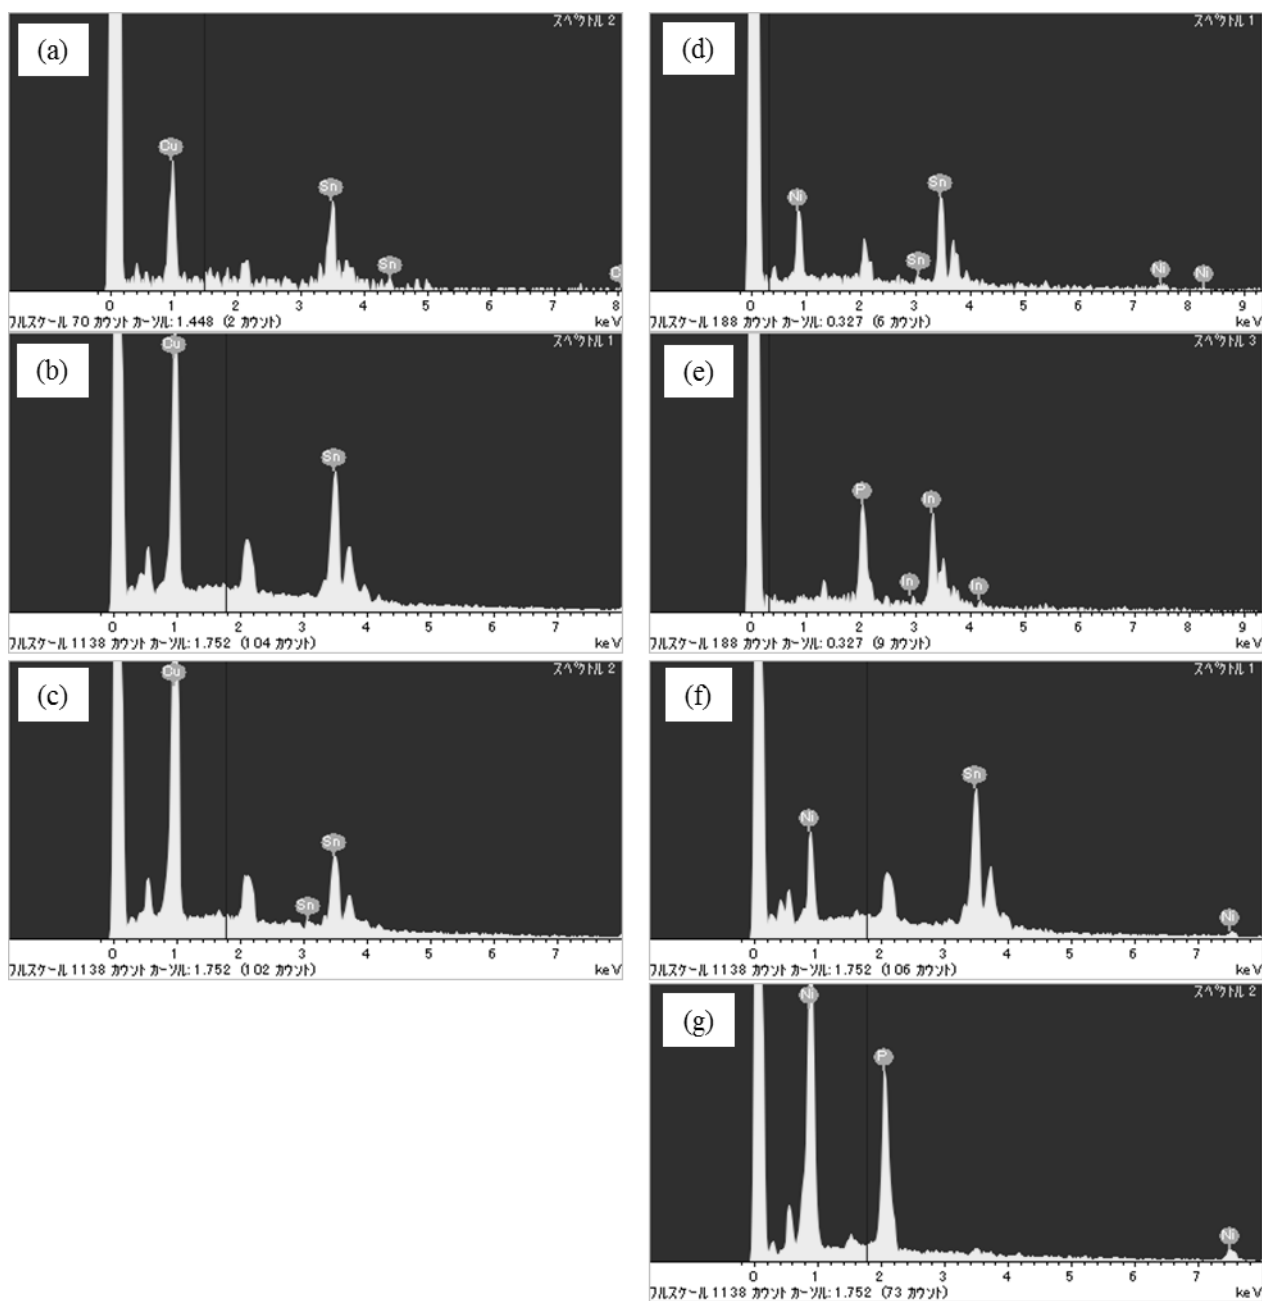 (a)
スペクトル 2
Cu
Sn
Sn
C
0 1 2 3 4 5 6 7 8
フルスケール 70 カウント カーソル: 1.448 (2 カウント) keV
(b)
スペクトル 1
Cu
Sn
0 1 2 3 4 5 6 7
フルスケール 1138 カウント カーソル: 1.752 (104 カウント) keV
(c)
スペクトル 2
Cu
Sn
Sn
0 1 2 3 4 5 6 7
フルスケール 1138 カウント カーソル: 1.752 (102 カウント) keV
(d)
スペクトル 1
Ni
Sn
Sn
Ni
Ni
0 1 2 3 4 5 6 7 8 9
フルスケール 188 カウント カーソル: 0.327 (6 カウント) keV
(e)
スペクトル 3
P
In
In
In
0 1 2 3 4 5 6 7 8 9
フルスケール 188 カウント カーソル: 0.327 (9 カウント) keV
(f)
スペクトル 1
Sn
Ni
Ni
0 1 2 3 4 5 6 7
フルスケール 1138 カウント カーソル: 1.752 (106 カウント) keV
(g)
スペクトル 2
Ni
P
Ni
0 1 2 3 4 5 6 7
フルスケール 1138 カウント カーソル: 1.752 (73 カウント) keV